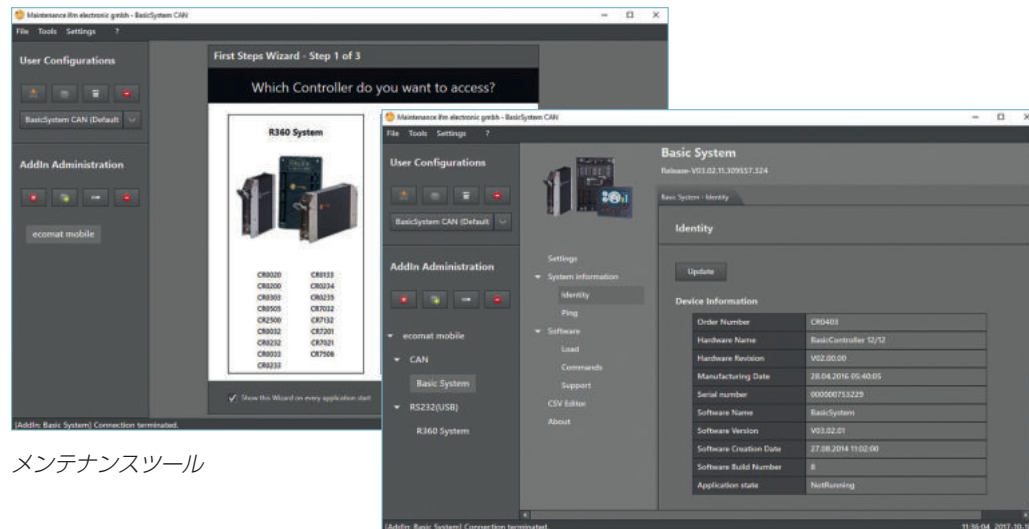 Maintenance ifm electronic gmbh - BasicSystem CAN
File Tools Settings ?
User Configurations
BasicSystem CAN (Default
AddIn Administration
ecomat mobile
First Steps Wizard - Step 1 of 3
Which Controller do you want to access?
R360 System
CR0020 CR0133
CR0200 CR0234
CR0303 CR0235
CR0505 CR7032
CR2500 CR7132
CR0032 CR7201
CR0232 CR7021
CR0033 CR7506
CR0233
Show this Wizard on every application start
[AddIn: Basic System] Connection terminated.
メンテナンスツール
Maintenance ifm electronic gmbh - BasicSystem CAN
File Tools Settings ?
User Configurations
BasicSystem CAN (Default
AddIn Administration
ecomat mobile
CAN
Basic System
RS232(USB)
R360 System
Settings
System information
Identity
Ping
Software
Load
Commands
Support
CSV Editor
About
Basic System
Release-V03.02.11.309557.324
Basic System - Identity
Identity
Update
Device Information
Order Number CR0403
Hardware Name BasicController 12/12
Hardware Revision V02.00.00
Manufacturing Date 28.04.2016 05:40:05
Serial number 000000753229
Software Name BasicSystem
Software Version V03.02.01
Software Creation Date 27.08.2014 11:02:00
Software Build Number 8
Application state NotRunning
[AddIn: Basic System] Connection terminated.